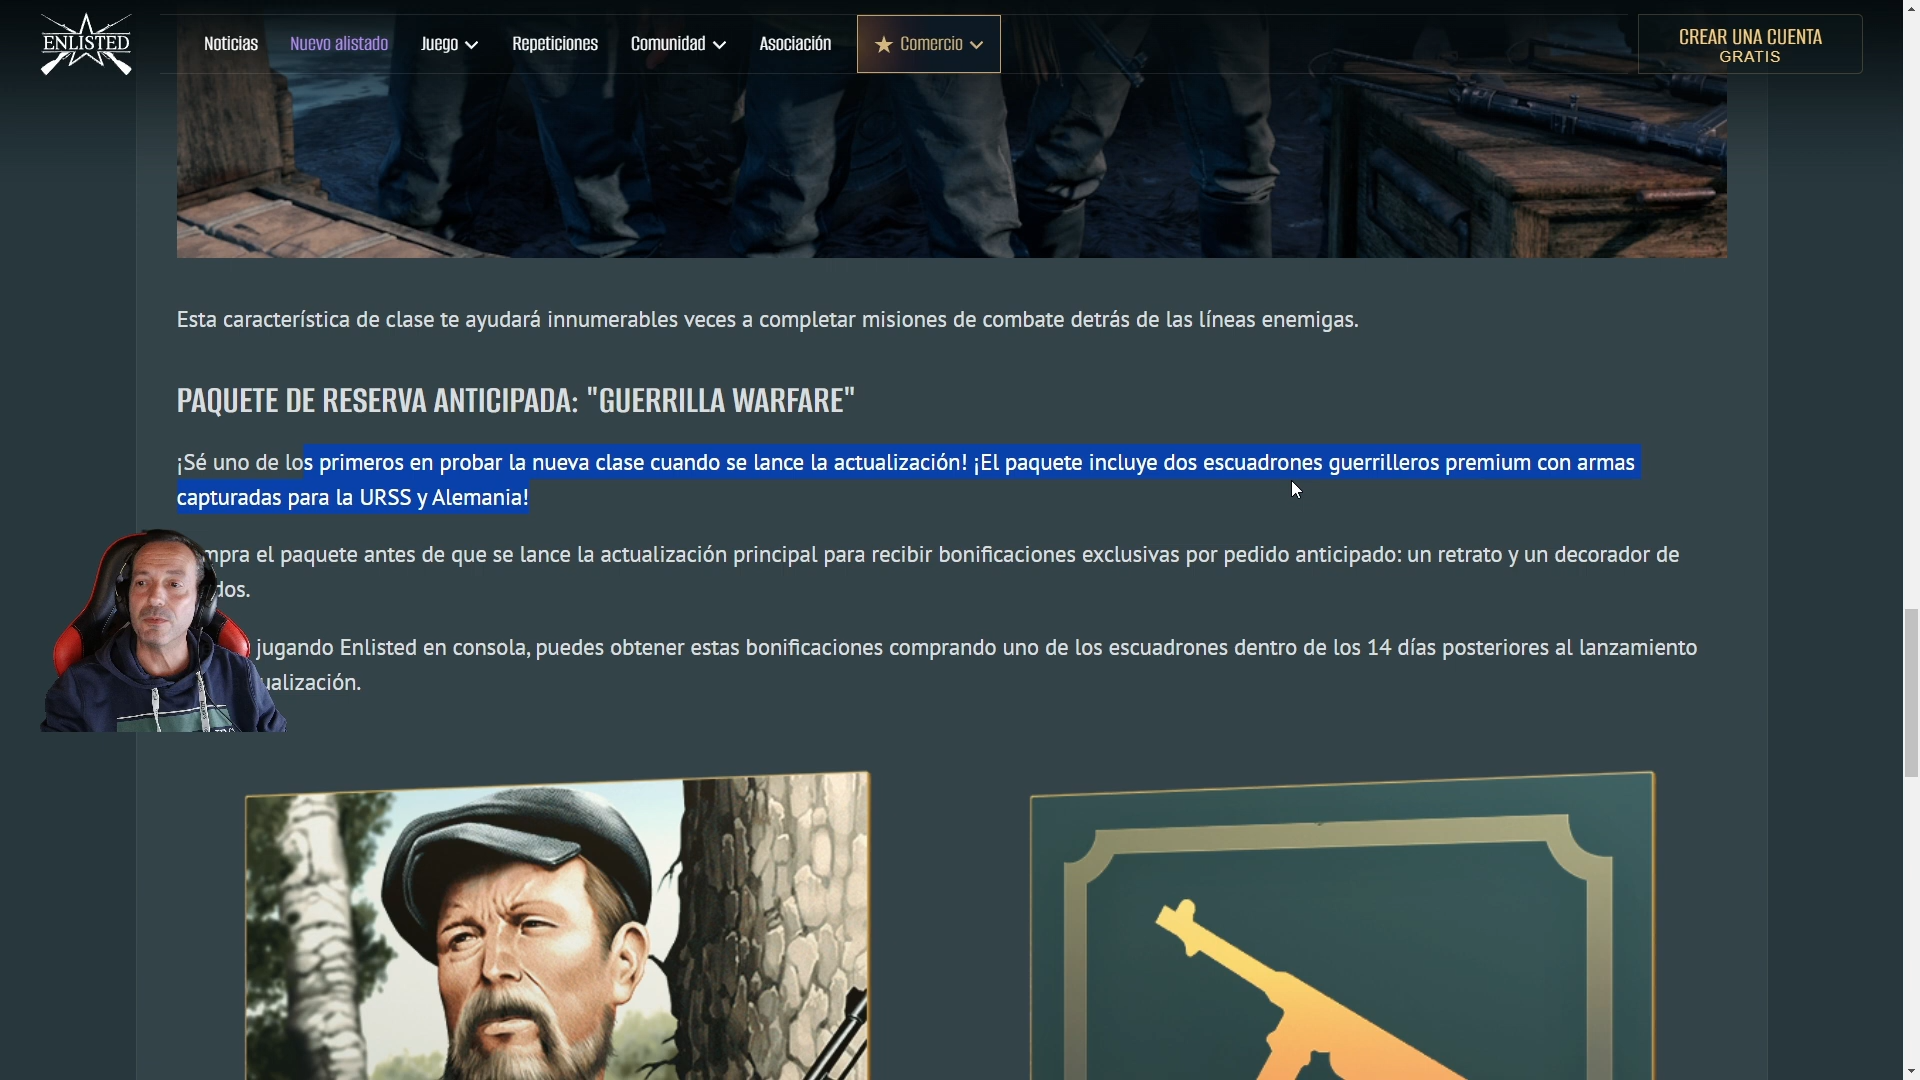 ENLISTED
Noticias
Nuevo alistado
Juego
Repeticiones
Comunidad
Asociación
Comercio
CREAR UNA CUENTA
GRATIS
Esta característica de clase te ayudará innumerables veces a completar misiones de combate detrás de las líneas enemigas.
PAQUETE DE RESERVA ANTICIPADA: "GUERRILLA WARFARE"
¡Sé uno de los primeros en probar la nueva clase cuando se lance la actualización! ¡El paquete incluye dos escuadrones guerrilleros premium con armas
capturadas para la URSS y Alemania!
mpra el paquete antes de que se lance la actualización principal para recibir bonificaciones exclusivas por pedido anticipado: un retrato y un decorador de
dos.
jugando Enlisted en consola, puedes obtener estas bonificaciones comprando uno de los escuadrones dentro de los 14 días posteriores al lanzamiento
ualización.